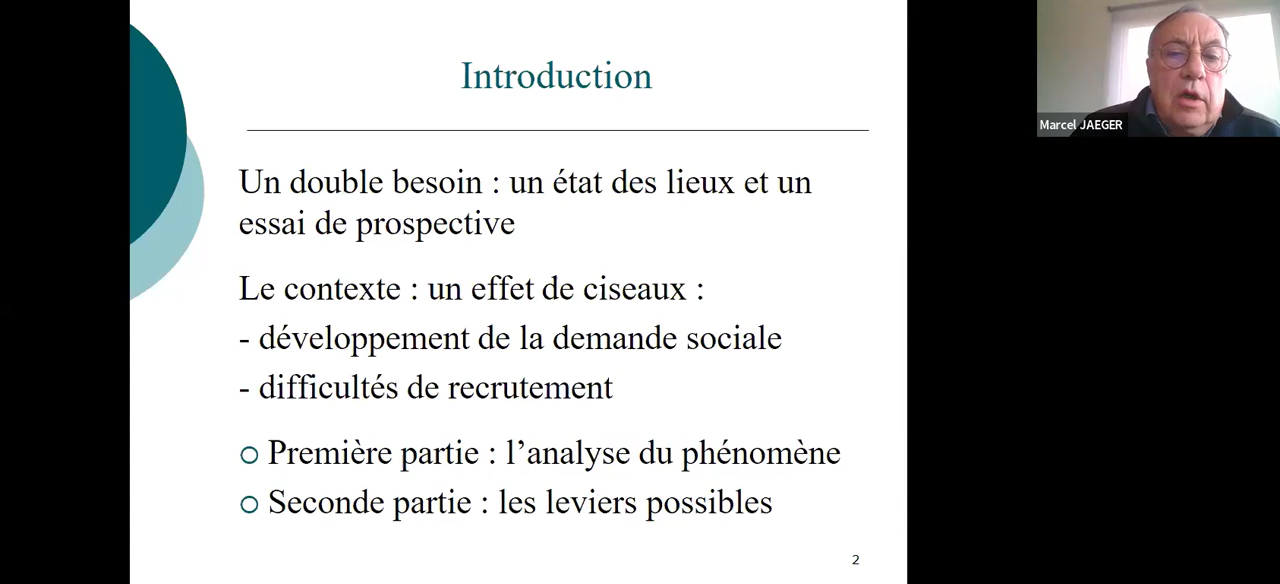 Introduction
Un double besoin : un état des lieux et un
essai de prospective
Le contexte : un effet de ciseaux :
- développement de la demande sociale
- difficultés de recrutement
Première partie : l’analyse du phénomène
Seconde partie : les leviers possibles
2
Marcel JAEGER